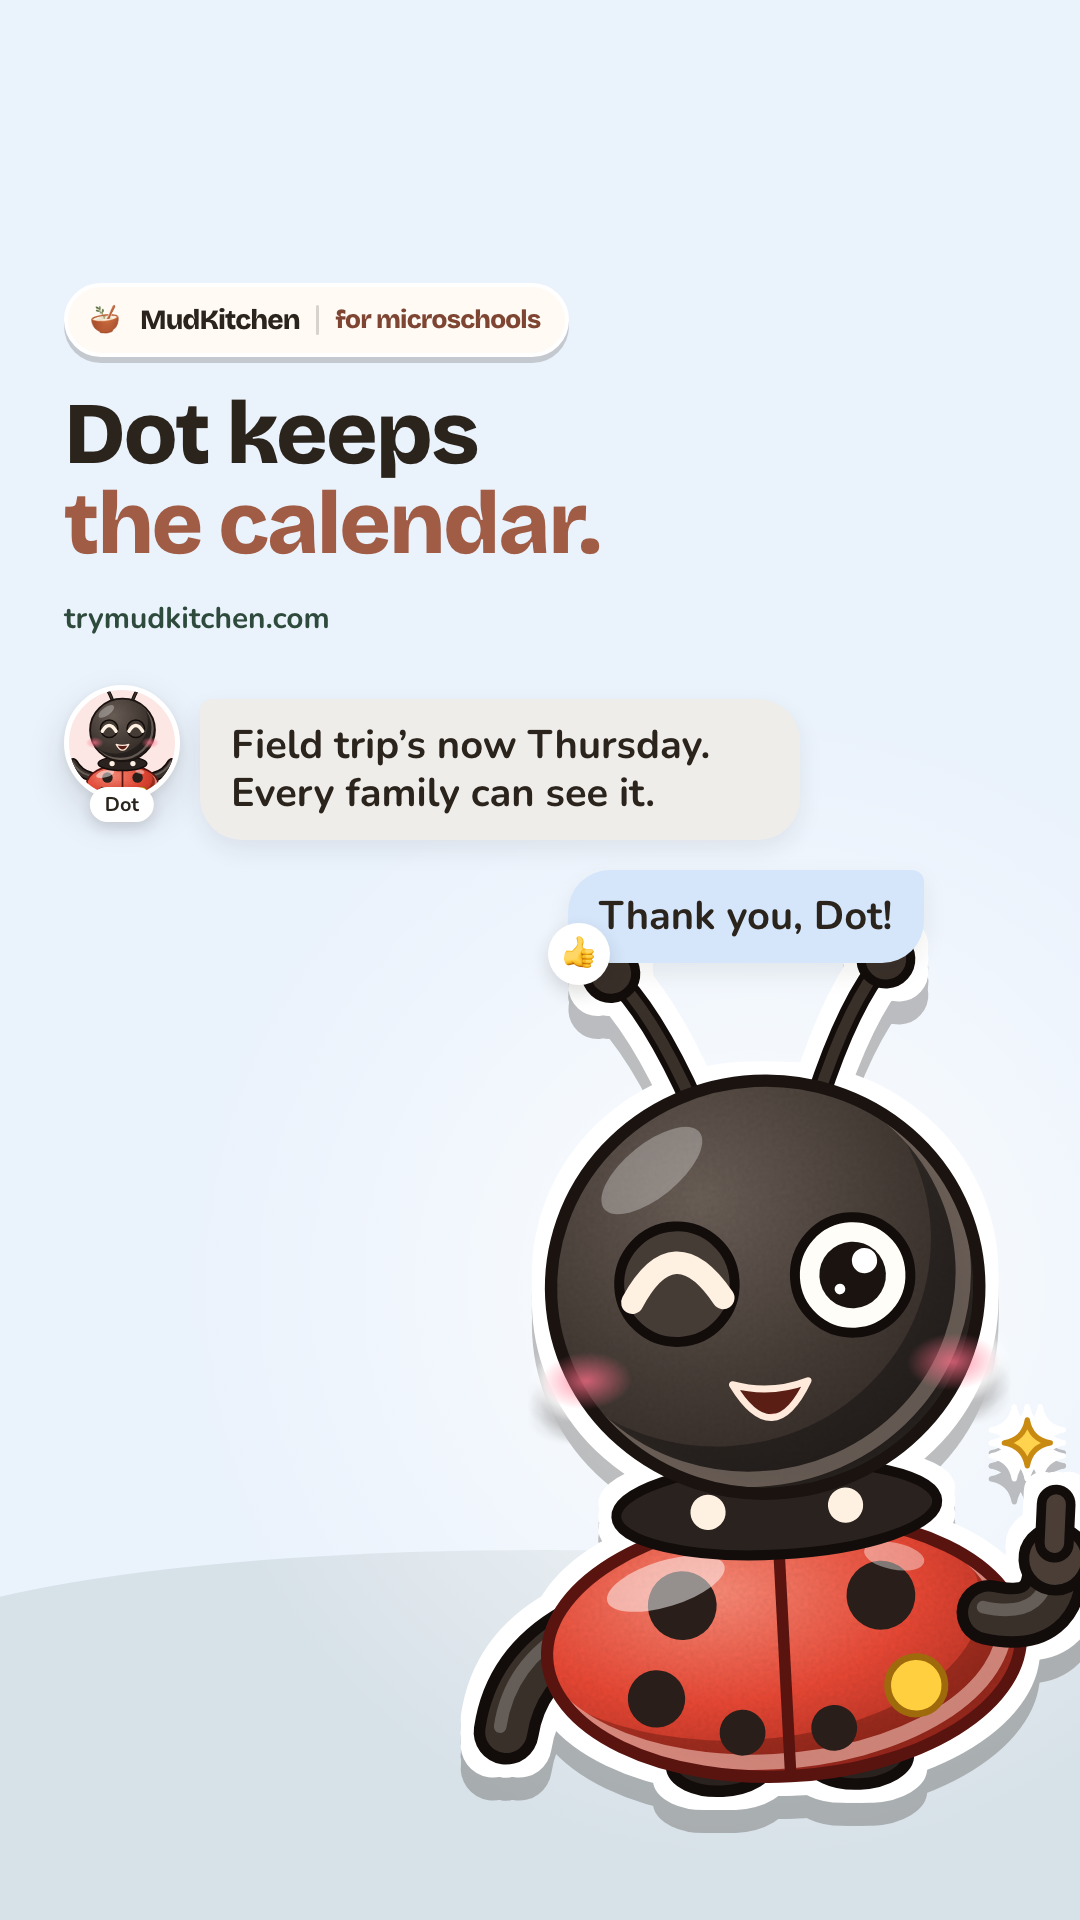 MudKitchen | for microschools
Dot keeps
the calendar.
trymudkitchen.com
Field trip’s now Thursday.
Every family can see it.
Dot
Thank you, Dot!